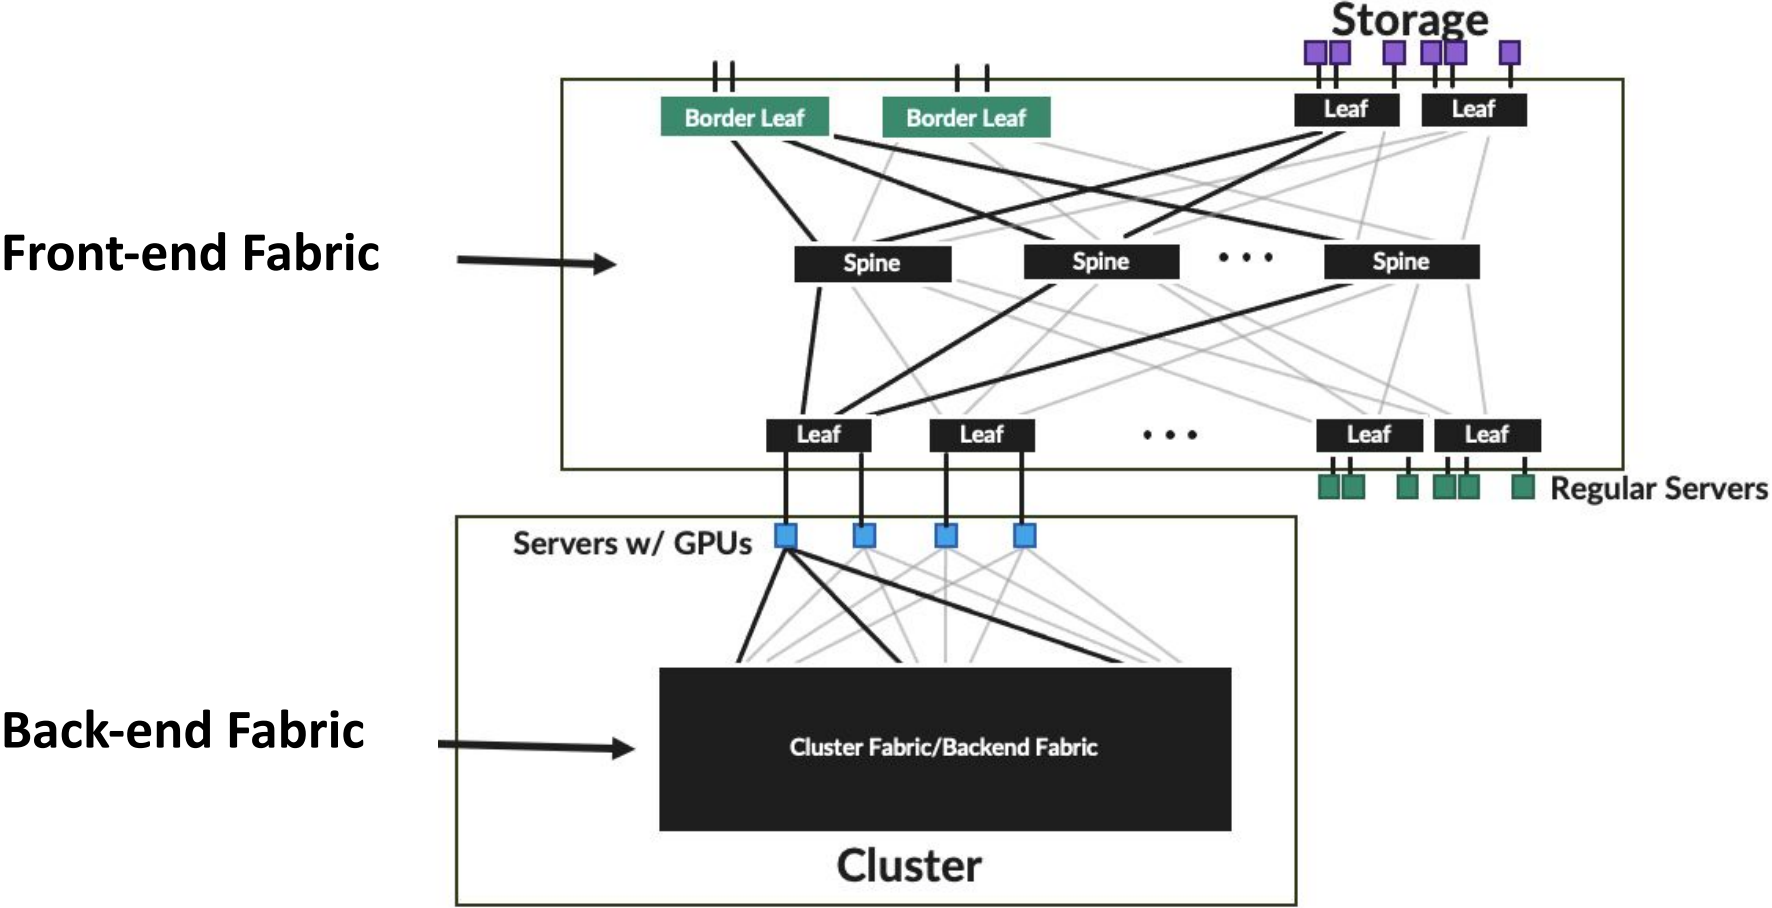 Storage
Border Leaf
Border Leaf
Leaf
Leaf
Front-end Fabric
Spine
Spine
• • •
Spine
Leaf
Leaf
• • •
Leaf
Leaf
Regular Servers
Servers w/ GPUs
Back-end Fabric
Cluster Fabric/Backend Fabric
Cluster